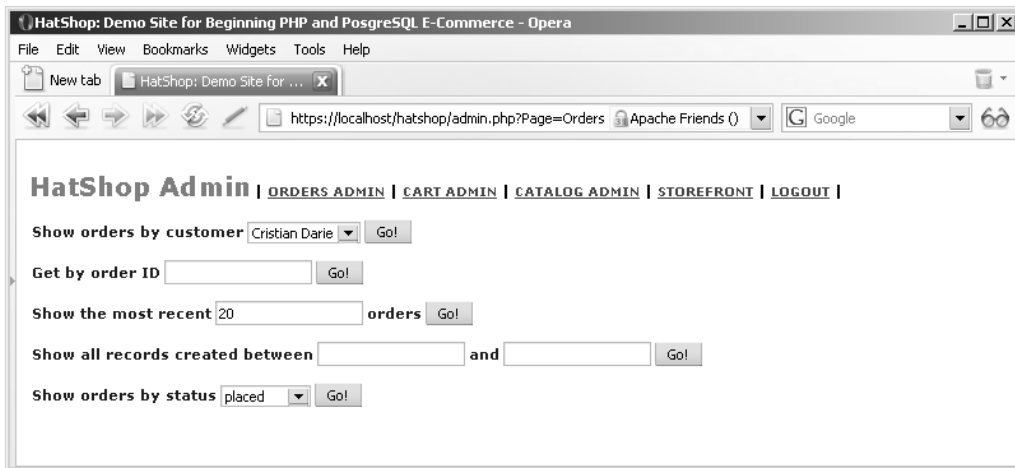 HatShop: Demo Site for Beginning PHP and PosgreSQL E-Commerce - Opera
File Edit View Bookmarks Widgets Tools Help
New tab HatShop: Demo Site for ...
https://localhost/hatshop/admin.php?Page=Orders Apache Friends () G Google
HatShop Admin | ORDERS ADMIN | CART ADMIN | CATALOG ADMIN | STOREFRONT | LOGOUT |
Show orders by customer Cristian Darie Go!
Get by order ID Go!
Show the most recent 20 orders Go!
Show all records created between and Go!
Show orders by status placed Go!